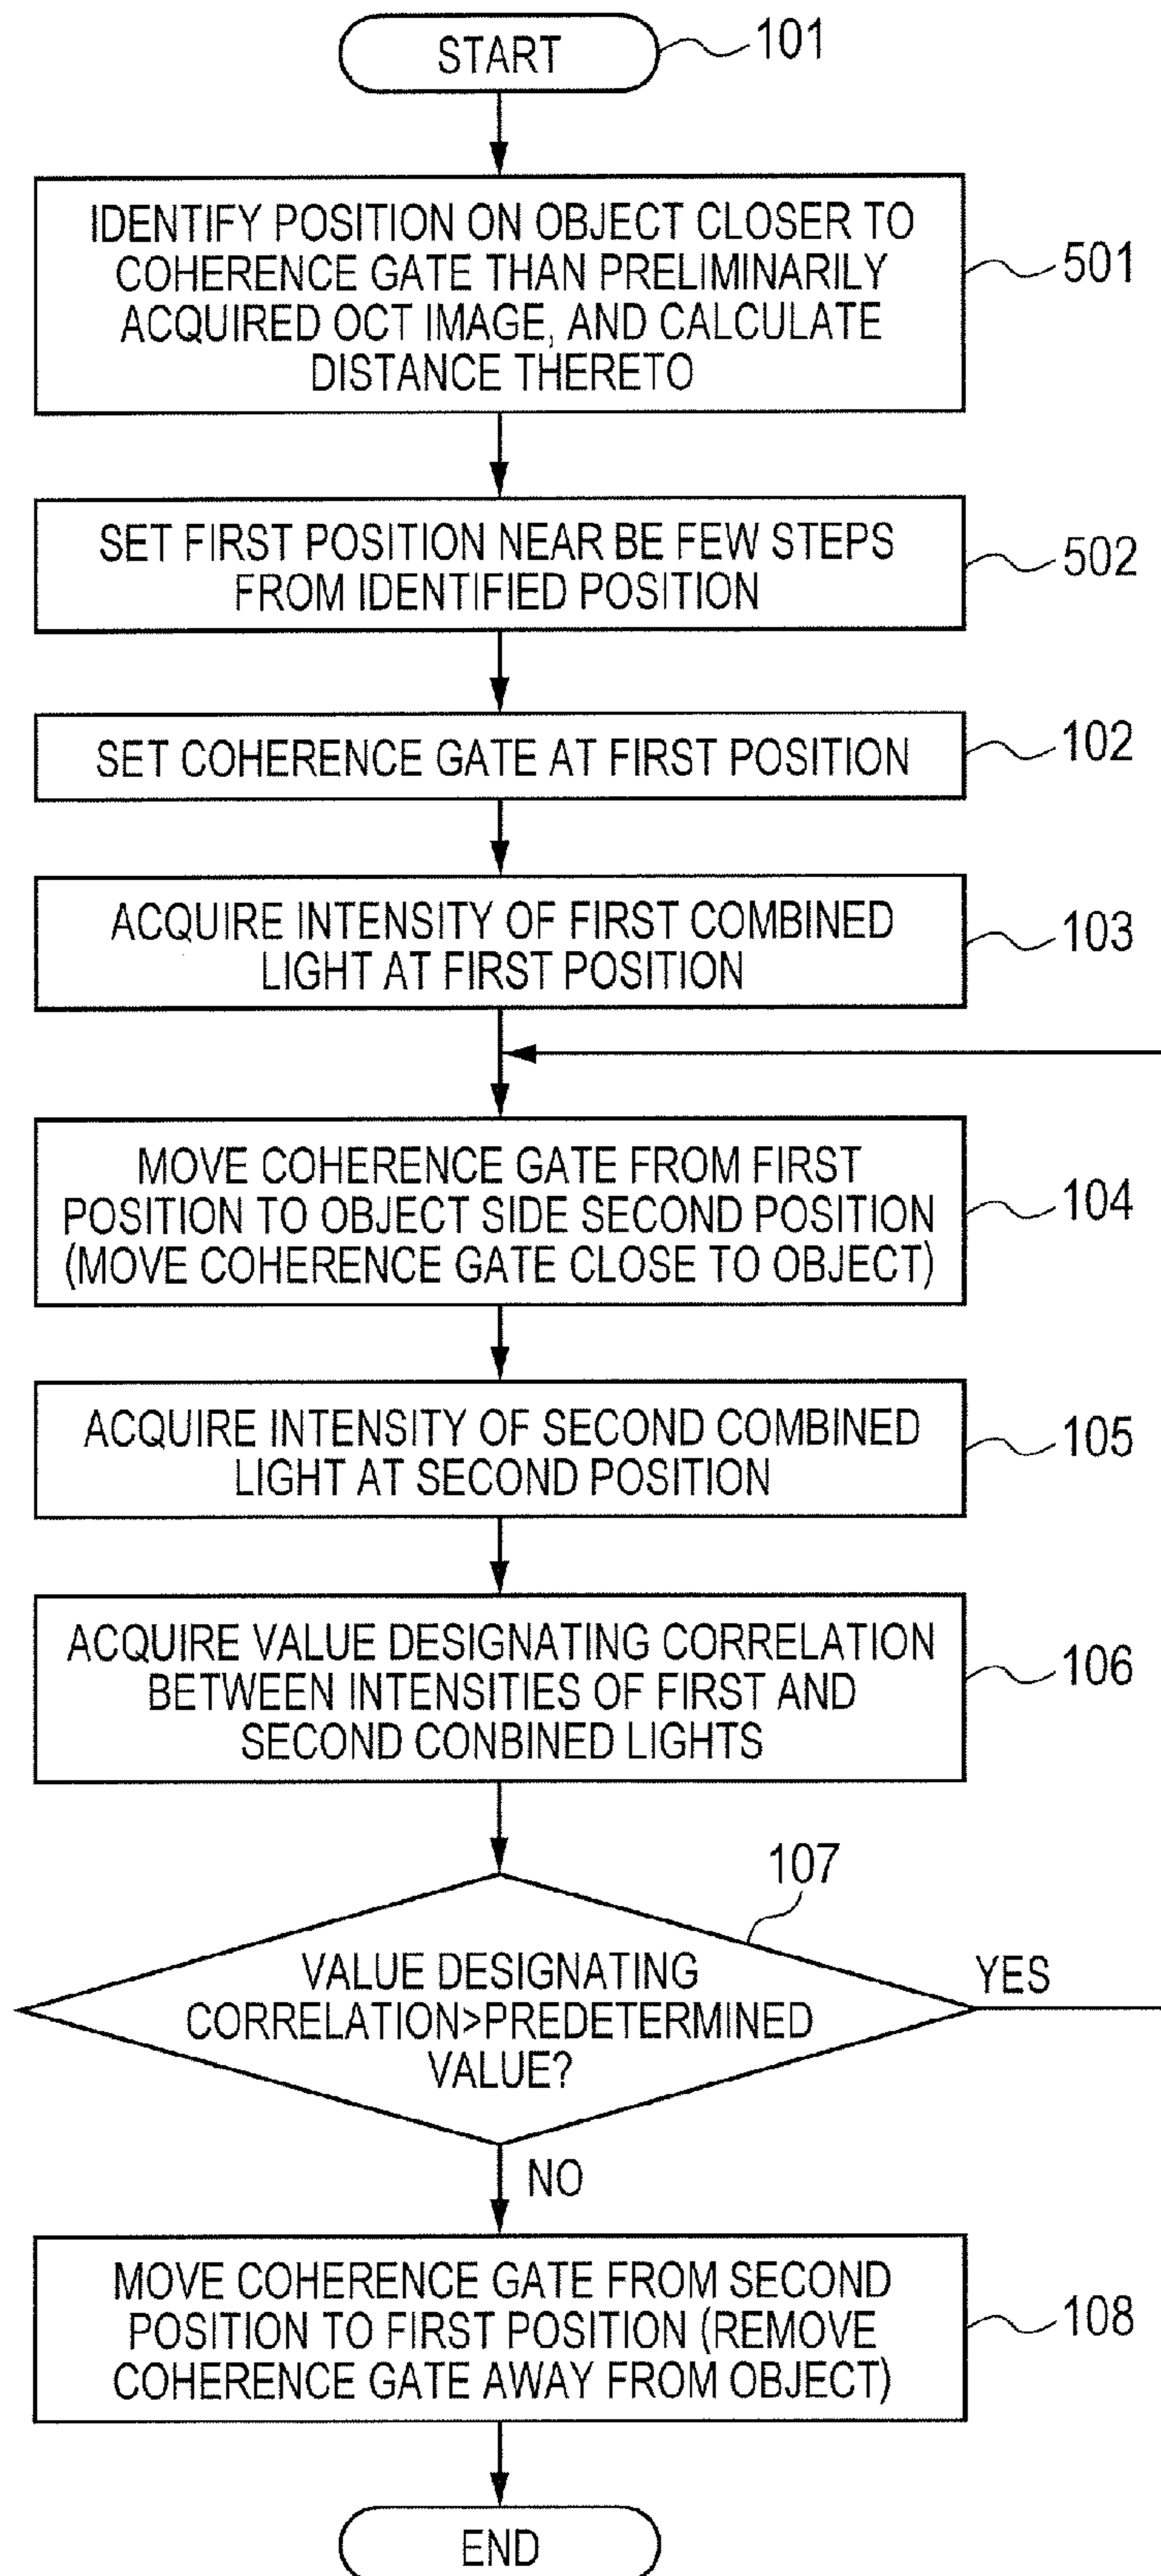 START
101
IDENTIFY POSITION ON OBJECT CLOSER TO
COHERENCE GATE THAN PRELIMINARILY
ACQUIRED OCT IMAGE, AND CALCULATE
DISTANCE THERETO
501
SET FIRST POSITION NEAR BE FEW STEPS
FROM IDENTIFIED POSITION
502
SET COHERENCE GATE AT FIRST POSITION
102
ACQUIRE INTENSITY OF FIRST COMBINED
LIGHT AT FIRST POSITION
103
MOVE COHERENCE GATE FROM FIRST
POSITION TO OBJECT SIDE SECOND POSITION
(MOVE COHERENCE GATE CLOSE TO OBJECT)
104
ACQUIRE INTENSITY OF SECOND COMBINED
LIGHT AT SECOND POSITION
105
ACQUIRE VALUE DESIGNATING CORRELATION
BETWEEN INTENSITIES OF FIRST AND
SECOND CONBINED LIGHTS
106
107
VALUE DESIGNATING
CORRELATION>PREDETERMINED
VALUE?
YES
NO
MOVE COHERENCE GATE FROM SECOND
POSITION TO FIRST POSITION (REMOVE
COHERENCE GATE AWAY FROM OBJECT)
108
END